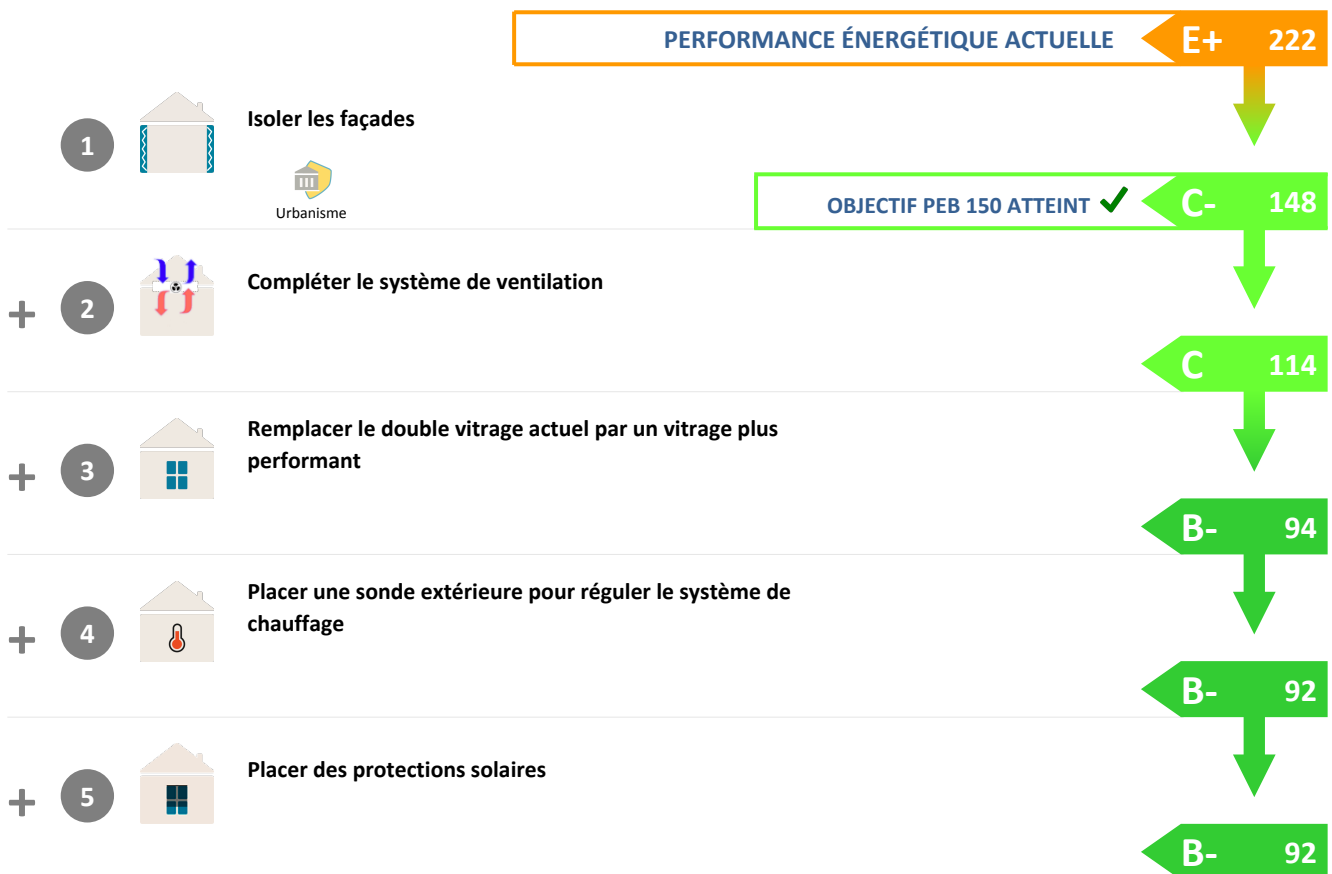 PERFORMANCE ÉNERGÉTIQUE ACTUELLE E+ 222
1 Isoler les façades
Urbanisme
OBJECTIF PEB 150 ATTEINT ✓ C- 148
+ 2 Compléter le système de ventilation
C 114
+ 3 Remplacer le double vitrage actuel par un vitrage plus
performant
B- 94
+ 4 Placer une sonde extérieure pour réguler le système de
chauffage
B- 92
+ 5 Placer des protections solaires
B- 92